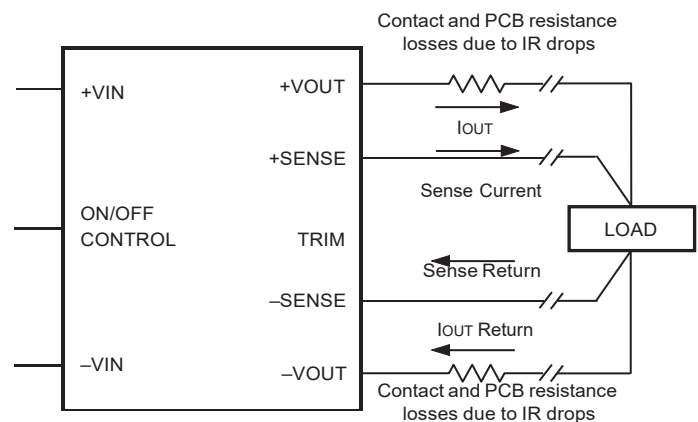 Contact and PCB resistance
losses due to IR drops
+VIN
+VOUT
IOUT
+SENSE
Sense Current
ON/OFF
CONTROL
TRIM
LOAD
Sense Return
–SENSE
IOUT Return
–VIN
–VOUT
Contact and PCB resistance
losses due to IR drops